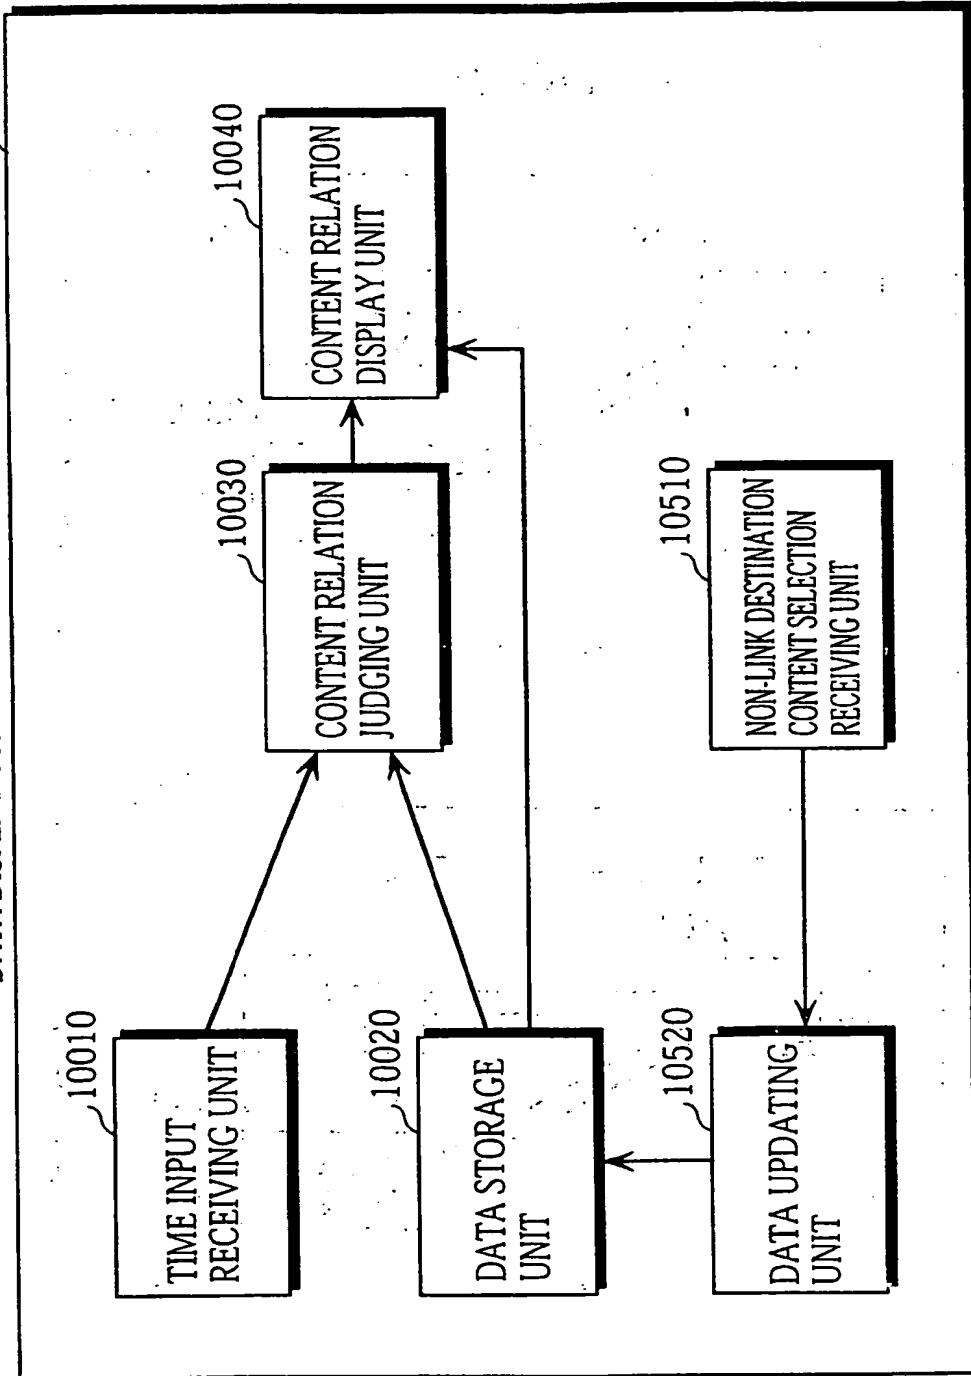 10010
TIME INPUT
RECEIVING UNIT
10020
DATA STORAGE
UNIT
10520
DATA UPDATING
UNIT
10030
CONTENT RELATION
JUDGING UNIT
10040
CONTENT RELATION
DISPLAY UNIT
10510
NON-LINK DESTINATION
CONTENT SELECTION
RECEIVING UNIT